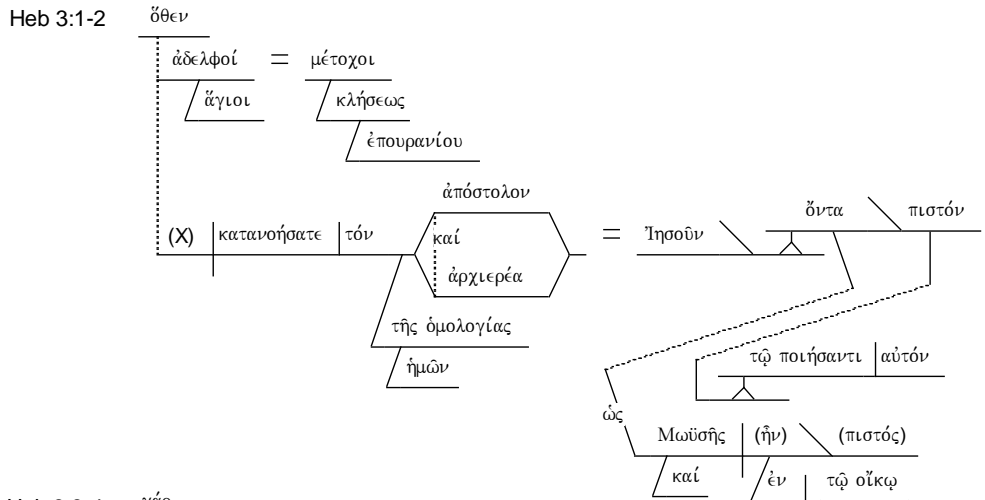 Heb 3:1-2 ὅθεν
ἀδελφοί = μέτοχοι
ἅγιοι κλήσεως
ἐπουρανίου
ἀπόστολον
(X) κατανοήσατε τόν καί = Ἰησοῦν ὄντα πιστόν
ἀρχιερέα
τῆς ὁμολογίας
ἡμῶν
τῷ ποιήσαντι αὐτόν
ὡς
Μωϋσῆς (ἦν) (πιστός)
καί ἐν τῷ οἴκῳ